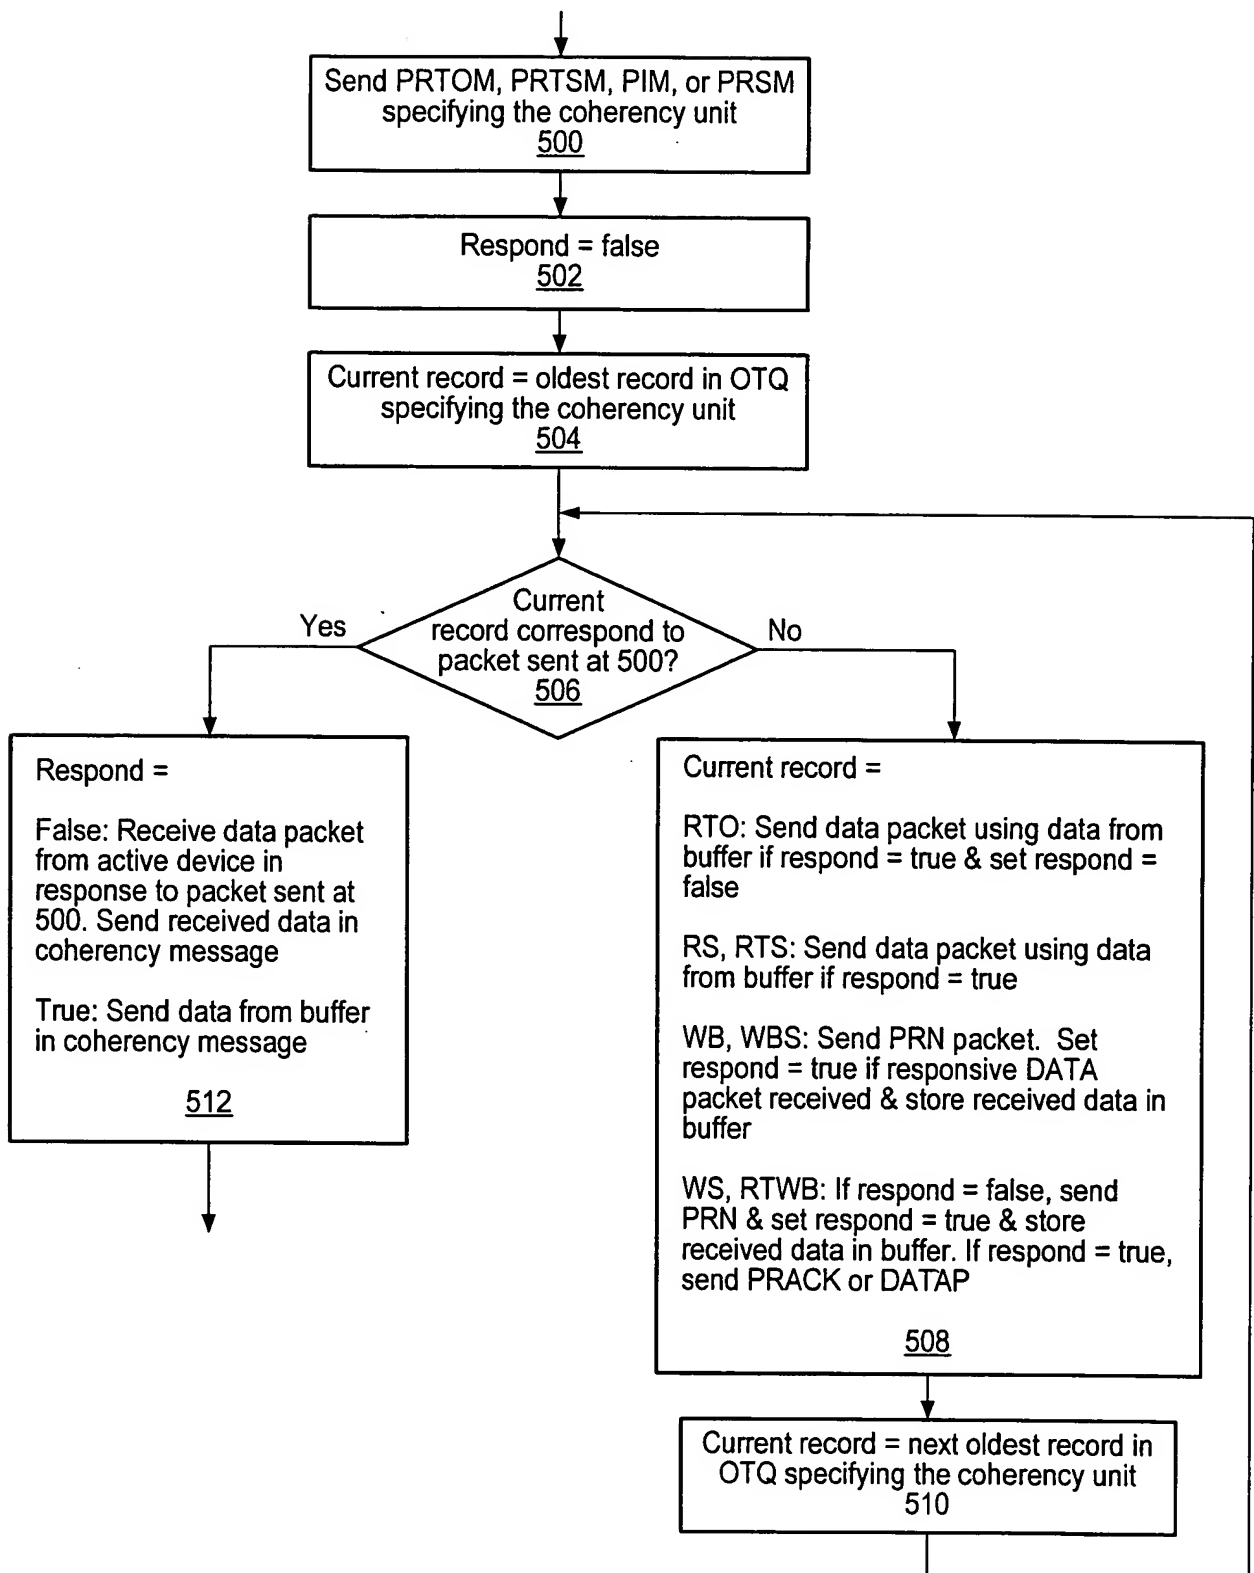 Send PRTOM, PRTSM, PIM, or PRSM
specifying the coherency unit
500
Respond = false
502
Current record = oldest record in OTQ
specifying the coherency unit
504
Current
record correspond to
packet sent at 500?
506
Yes
No
Respond =
False: Receive data packet
from active device in
response to packet sent at
500. Send received data in
coherency message
True: Send data from buffer
in coherency message
512
Current record =
RTO: Send data packet using data from
buffer if respond = true & set respond =
false
RS, RTS: Send data packet using data
from buffer if respond = true
WB, WBS: Send PRN packet. Set
respond = true if responsive DATA
packet received & store received data in
buffer
WS, RTWB: If respond = false, send
PRN & set respond = true & store
received data in buffer. If respond = true,
send PRACK or DATAP
508
Current record = next oldest record in
OTQ specifying the coherency unit
510